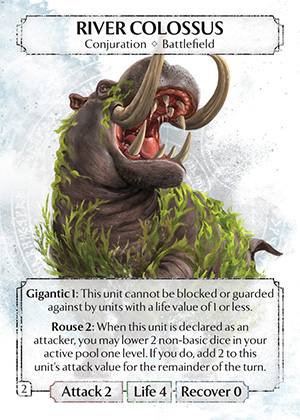 RIVER COLOSSUS
Conjuration ◇ Battlefield
Gigantic 1: This unit cannot be blocked or guarded
against by units with a life value of 1 or less.
Rouse 2: When this unit is declared as an
attacker, you may lower 2 non-basic dice in your
active pool one level. If you do, add 2 to this
unit's attack value for the remainder of the turn.
2
Attack 2 Life 4 Recover 0